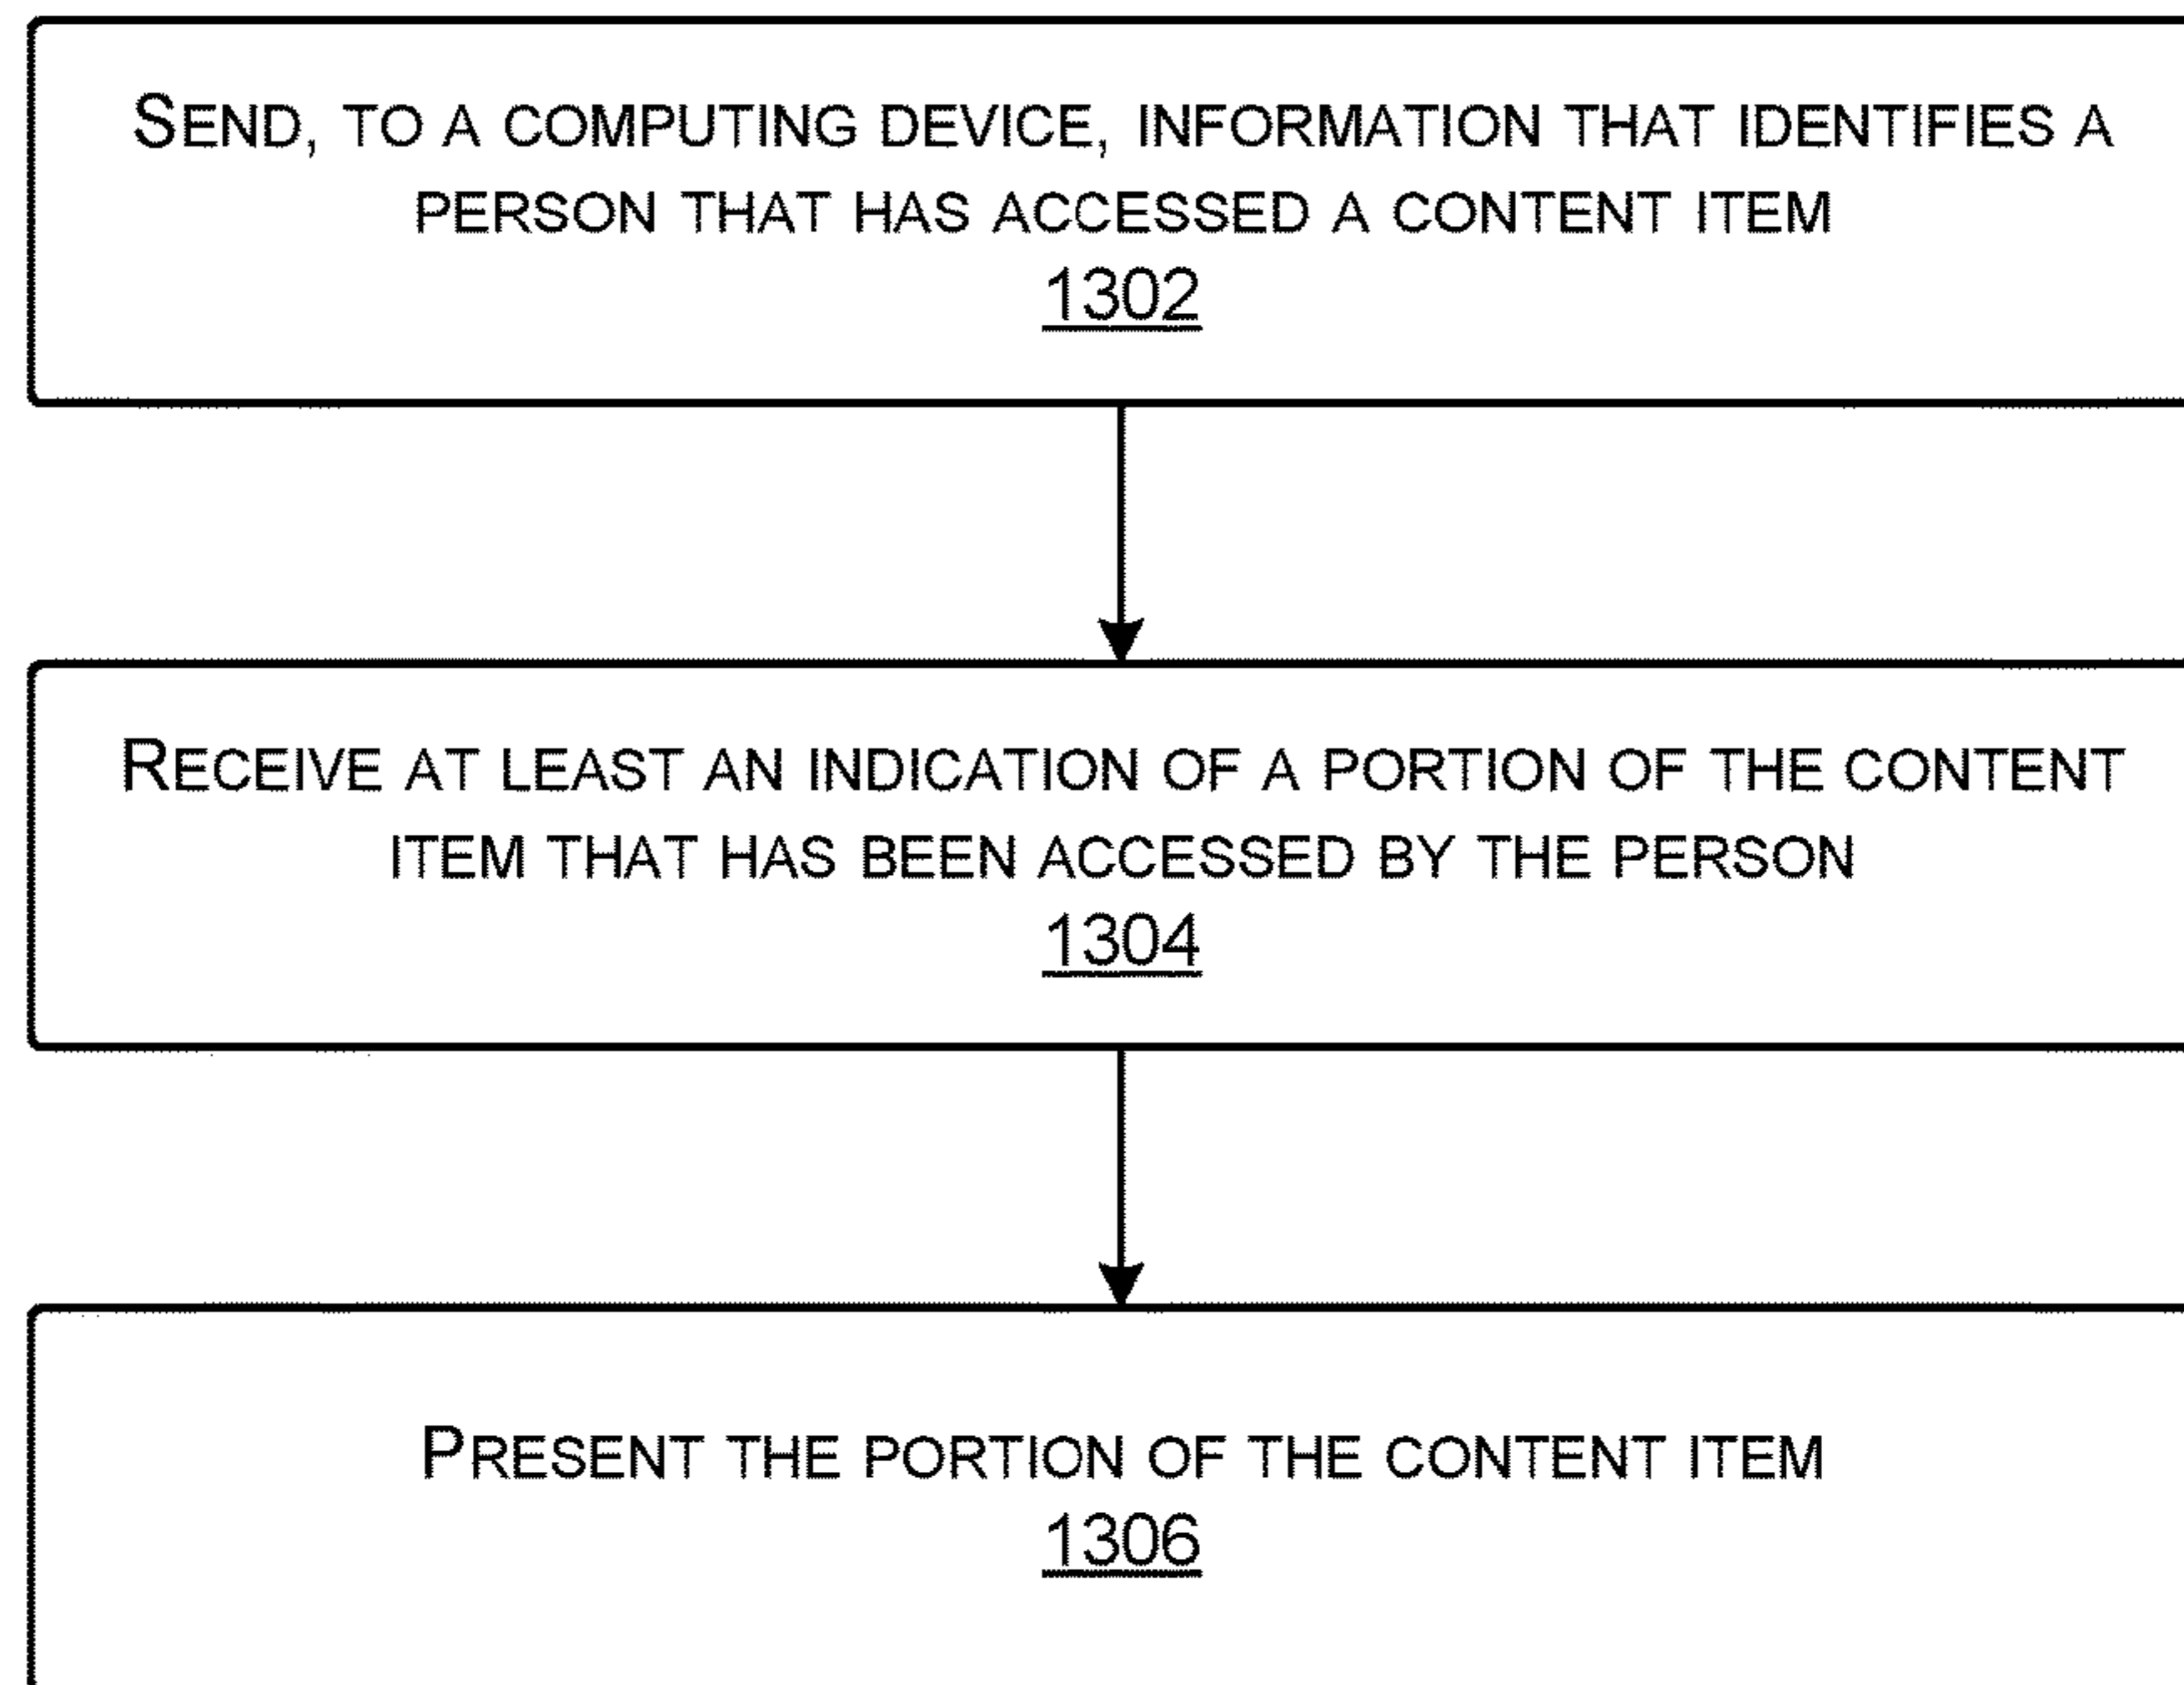 SEND, TO A COMPUTING DEVICE, INFORMATION THAT IDENTIFIES A
PERSON THAT HAS ACCESSED A CONTENT ITEM
1302
RECEIVE AT LEAST AN INDICATION OF A PORTION OF THE CONTENT
ITEM THAT HAS BEEN ACCESSED BY THE PERSON
1304
PRESENT THE PORTION OF THE CONTENT ITEM
1306